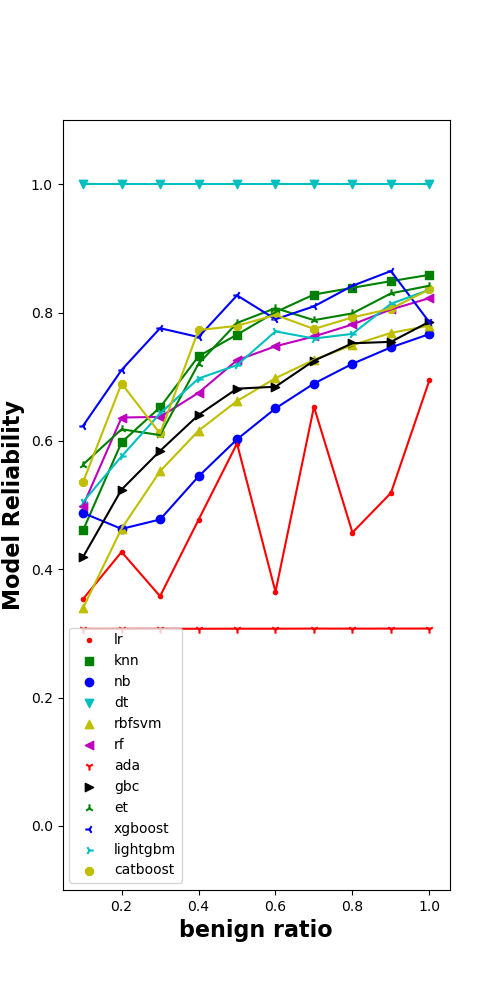 1.0
0.8
0.6
0.4
0.2
0.0
Model Reliability
lr
knn
nb
dt
rbfsvm
rf
ada
gbc
et
xgboost
lightgbm
catboost
0.2 0.4 0.6 0.8 1.0
benign ratio